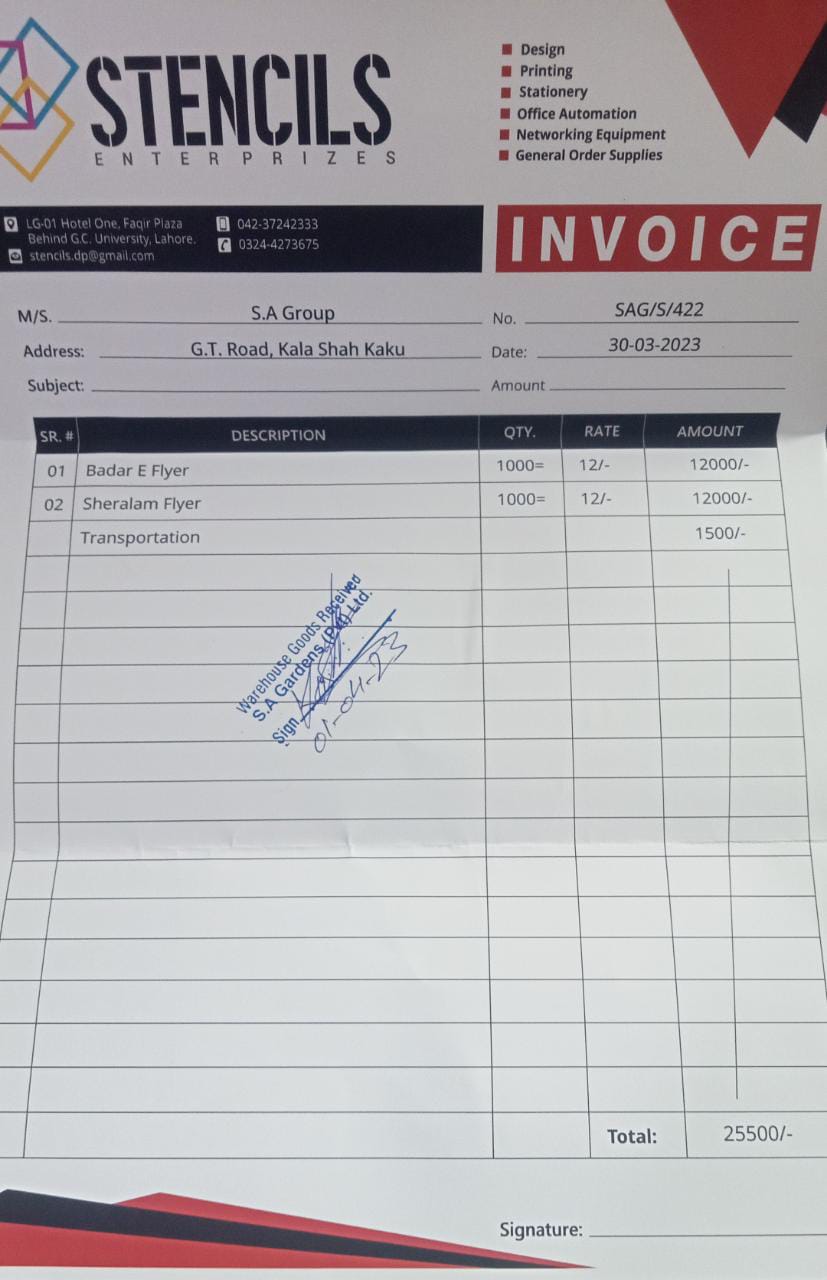 STENCILS
ENTERPRIZES
Design
Printing
Stationery
Office Automation
Networking Equipment
General Order Supplies
LG-01 Hotel One, Faqir Plaza
Behind G.C. University, Lahore.
stencils.dp@gmail.com
042-37242333
0324-4273675
INVOICE
M/S. S.A Group
No. SAG/S/422
Address: G.T. Road, Kala Shah Kaku
Date: 30-03-2023
Subject:
Amount
SR. # DESCRIPTION QTY. RATE AMOUNT
01 Badar E Flyer 1000= 12/- 12000/-
02 Sheralam Flyer 1000= 12/- 12000/-
Transportation 1500/-
Warehouse Goods Received
S.A Gardens (Pvt) Ltd.
Sign
01-04-23
Total: 25500/-
Signature: